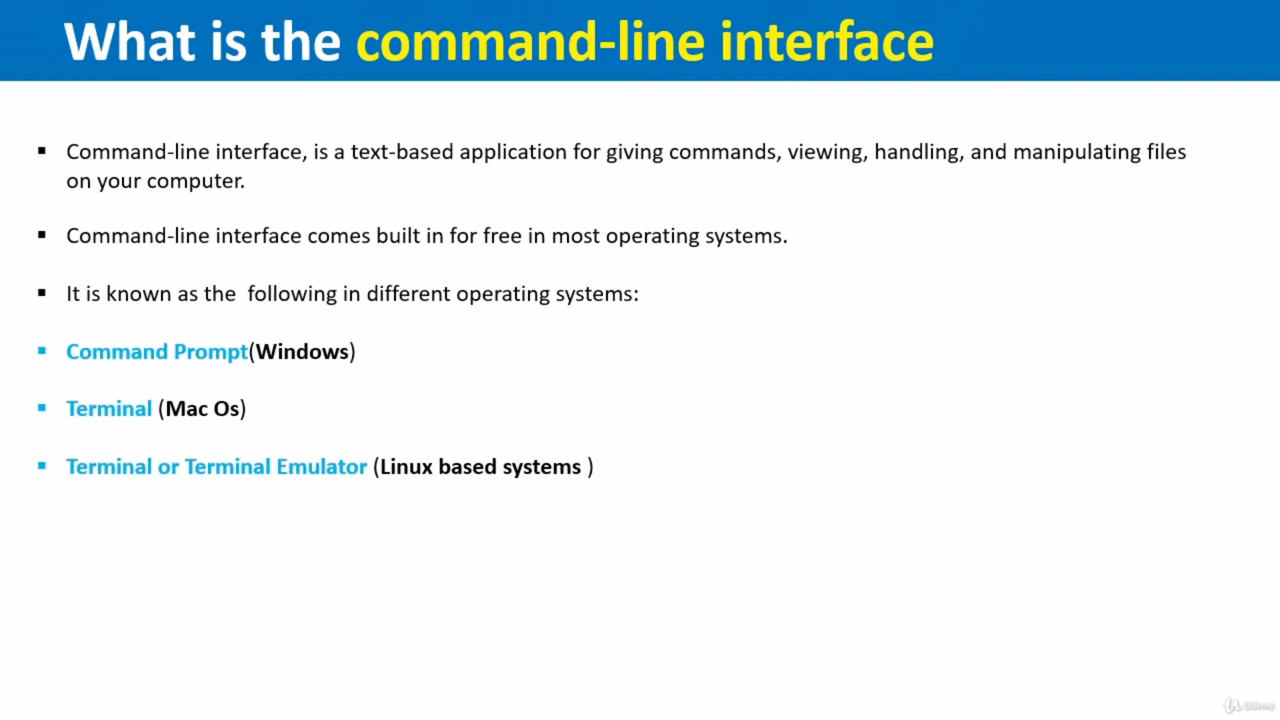 What is the command-line interface
▪ Command-line interface, is a text-based application for giving commands, viewing, handling, and manipulating files
on your computer.
▪ Command-line interface comes built in for free in most operating systems.
▪ It is known as the  following in different operating systems:
▪ Command Prompt(Windows)
▪ Terminal (Mac Os)
▪ Terminal or Terminal Emulator (Linux based systems )
Udemy